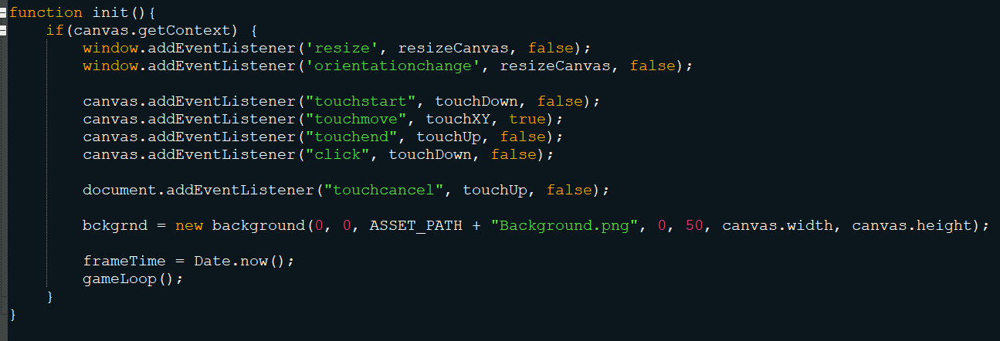 function init(){
if(canvas.getContext) {
window.addEventListener('resize', resizeCanvas, false);
window.addEventListener('orientationchange', resizeCanvas, false);
canvas.addEventListener("touchstart", touchDown, false);
canvas.addEventListener("touchmove", touchXY, true);
canvas.addEventListener("touchend", touchUp, false);
canvas.addEventListener("click", touchDown, false);
document.addEventListener("touchcancel", touchUp, false);
bckgrnd = new background(0, 0, ASSET_PATH + "Background.png", 0, 50, canvas.width, canvas.height);
frameTime = Date.now();
gameLoop();
}
}